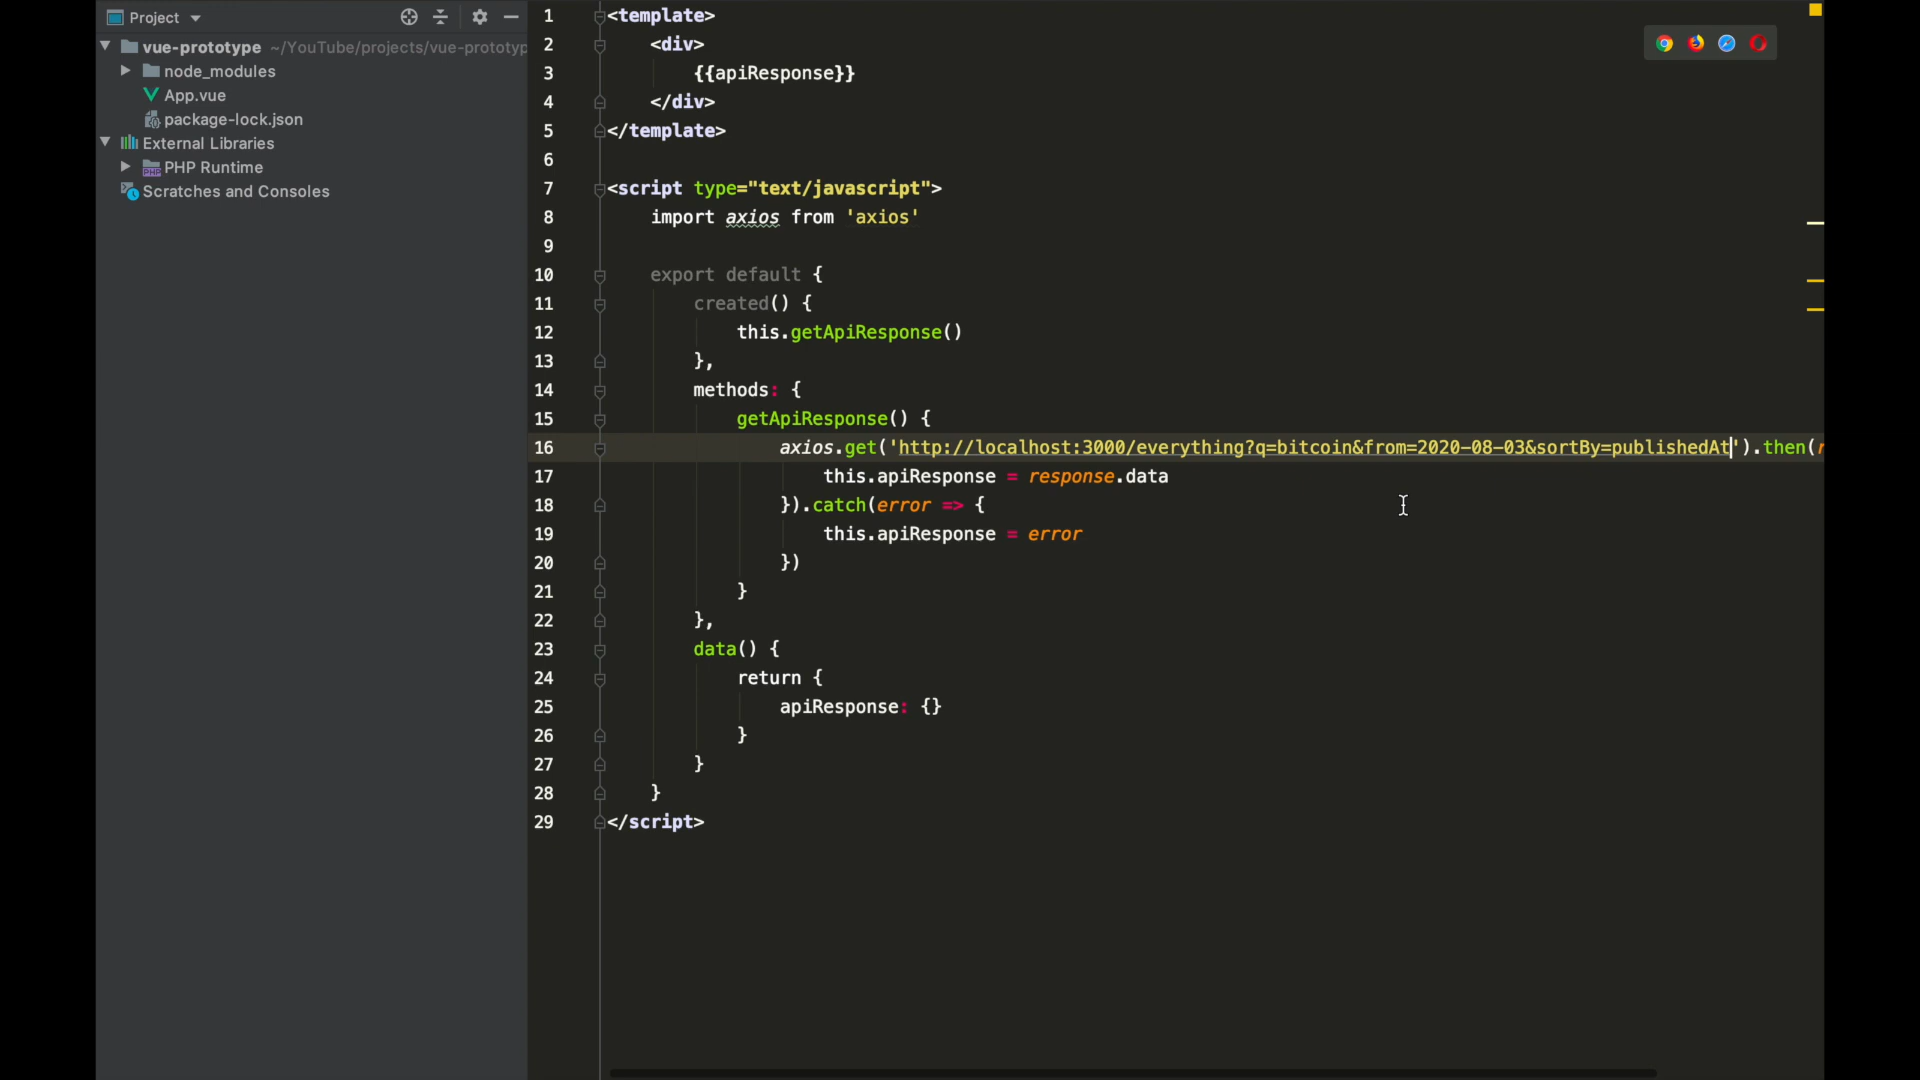 Project
vue-prototype ~/YouTube/projects/vue-prototyp
node_modules
App.vue
package-lock.json
External Libraries
PHP Runtime
Scratches and Consoles
1 <template>
2 <div>
3 {{apiResponse}}
4 </div>
5 </template>
6
7 <script type="text/javascript">
8 import axios from 'axios'
9
10 export default {
11 created() {
12 this.getApiResponse()
13 },
14 methods: {
15 getApiResponse() {
16 axios.get('http://localhost:3000/everything?q=bitcoin&from=2020-08-03&sortBy=publishedAt').then(
17 this.apiResponse = response.data
18 }).catch(error => {
19 this.apiResponse = error
20 })
21 }
22 },
23 data() {
24 return {
25 apiResponse: {}
26 }
27 }
28 }
29 </script>